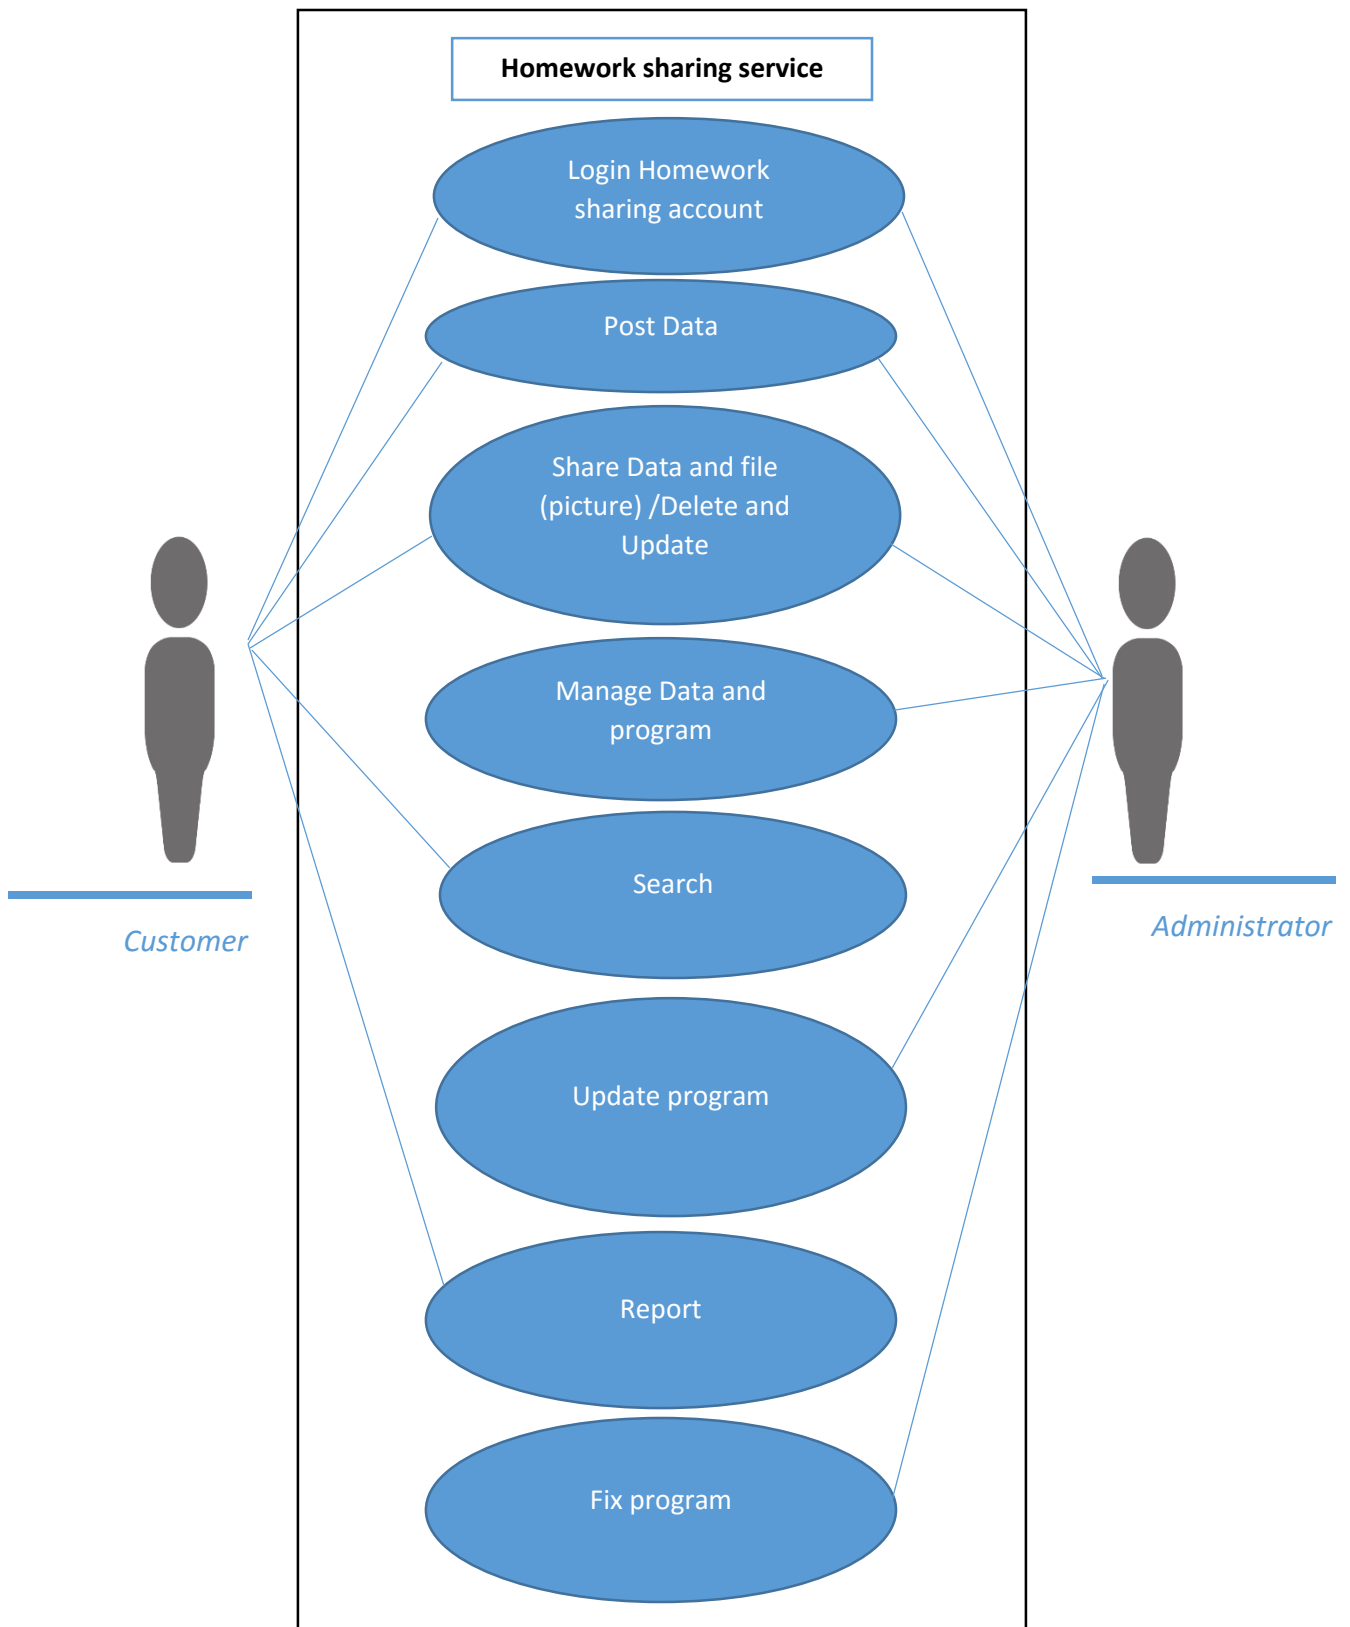 Homework sharing service
Login Homework
sharing account
Post Data
Share Data and file
(picture) /Delete and
Update
Manage Data and
program
Search
Customer
Administrator
Update program
Report
Fix program